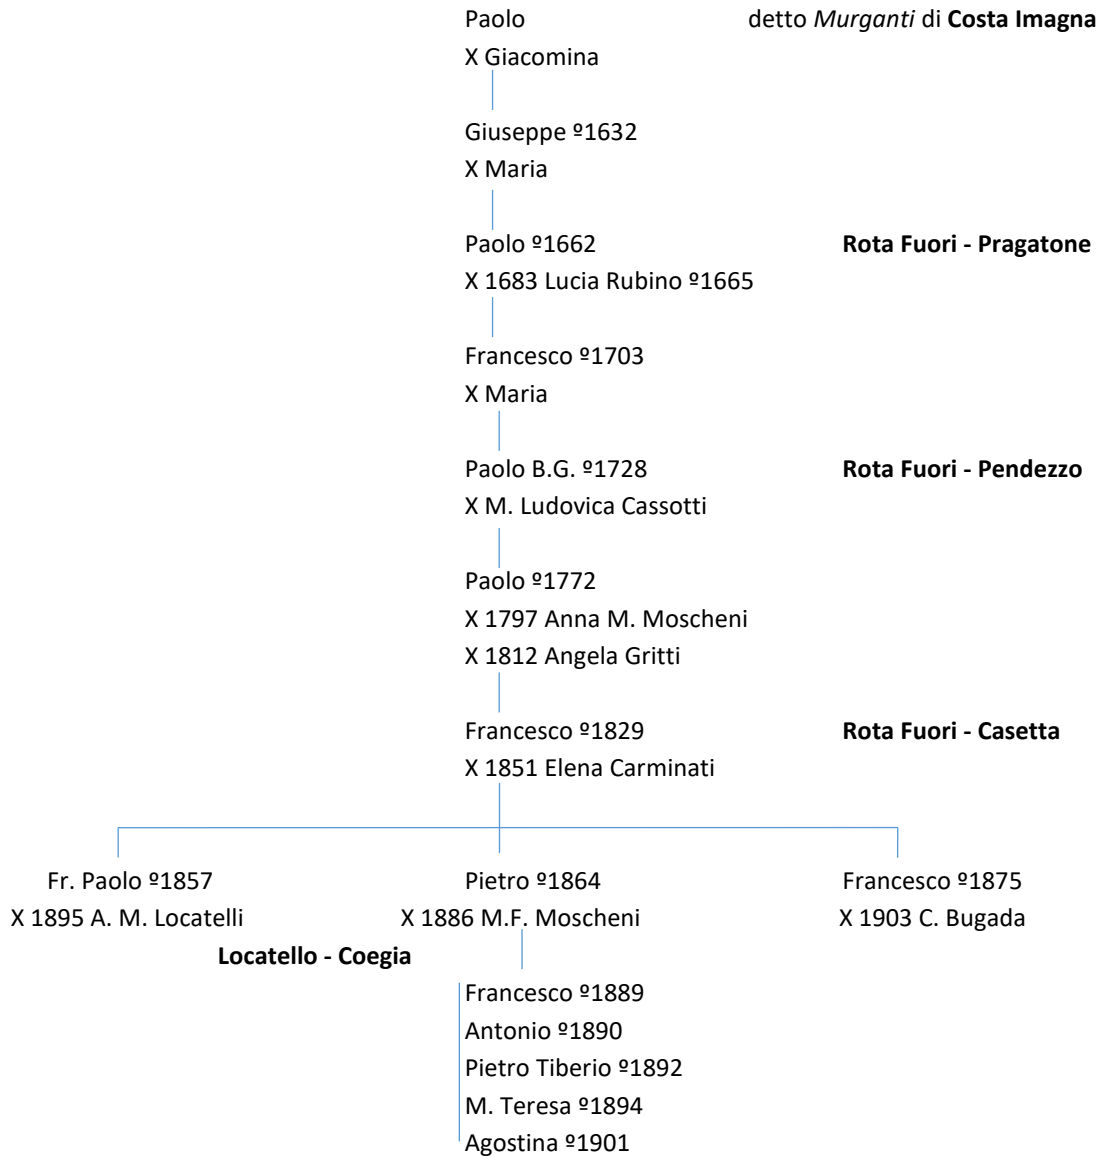 Paolo detto Murganti di Costa Imagna
X Giacomina
Giuseppe º1632
X Maria
Paolo º1662 Rota Fuori - Pragatone
X 1683 Lucia Rubino º1665
Francesco º1703
X Maria
Paolo B.G. º1728 Rota Fuori - Pendezzo
X M. Ludovica Cassotti
Paolo º1772
X 1797 Anna M. Moscheni
X 1812 Angela Gritti
Francesco º1829 Rota Fuori - Casetta
X 1851 Elena Carminati
Fr. Paolo º1857 Pietro º1864 Francesco º1875
X 1895 A. M. Locatelli X 1886 M.F. Moscheni X 1903 C. Bugada
Locatello - Coegia
Francesco º1889
Antonio º1890
Pietro Tiberio º1892
M. Teresa º1894
Agostina º1901